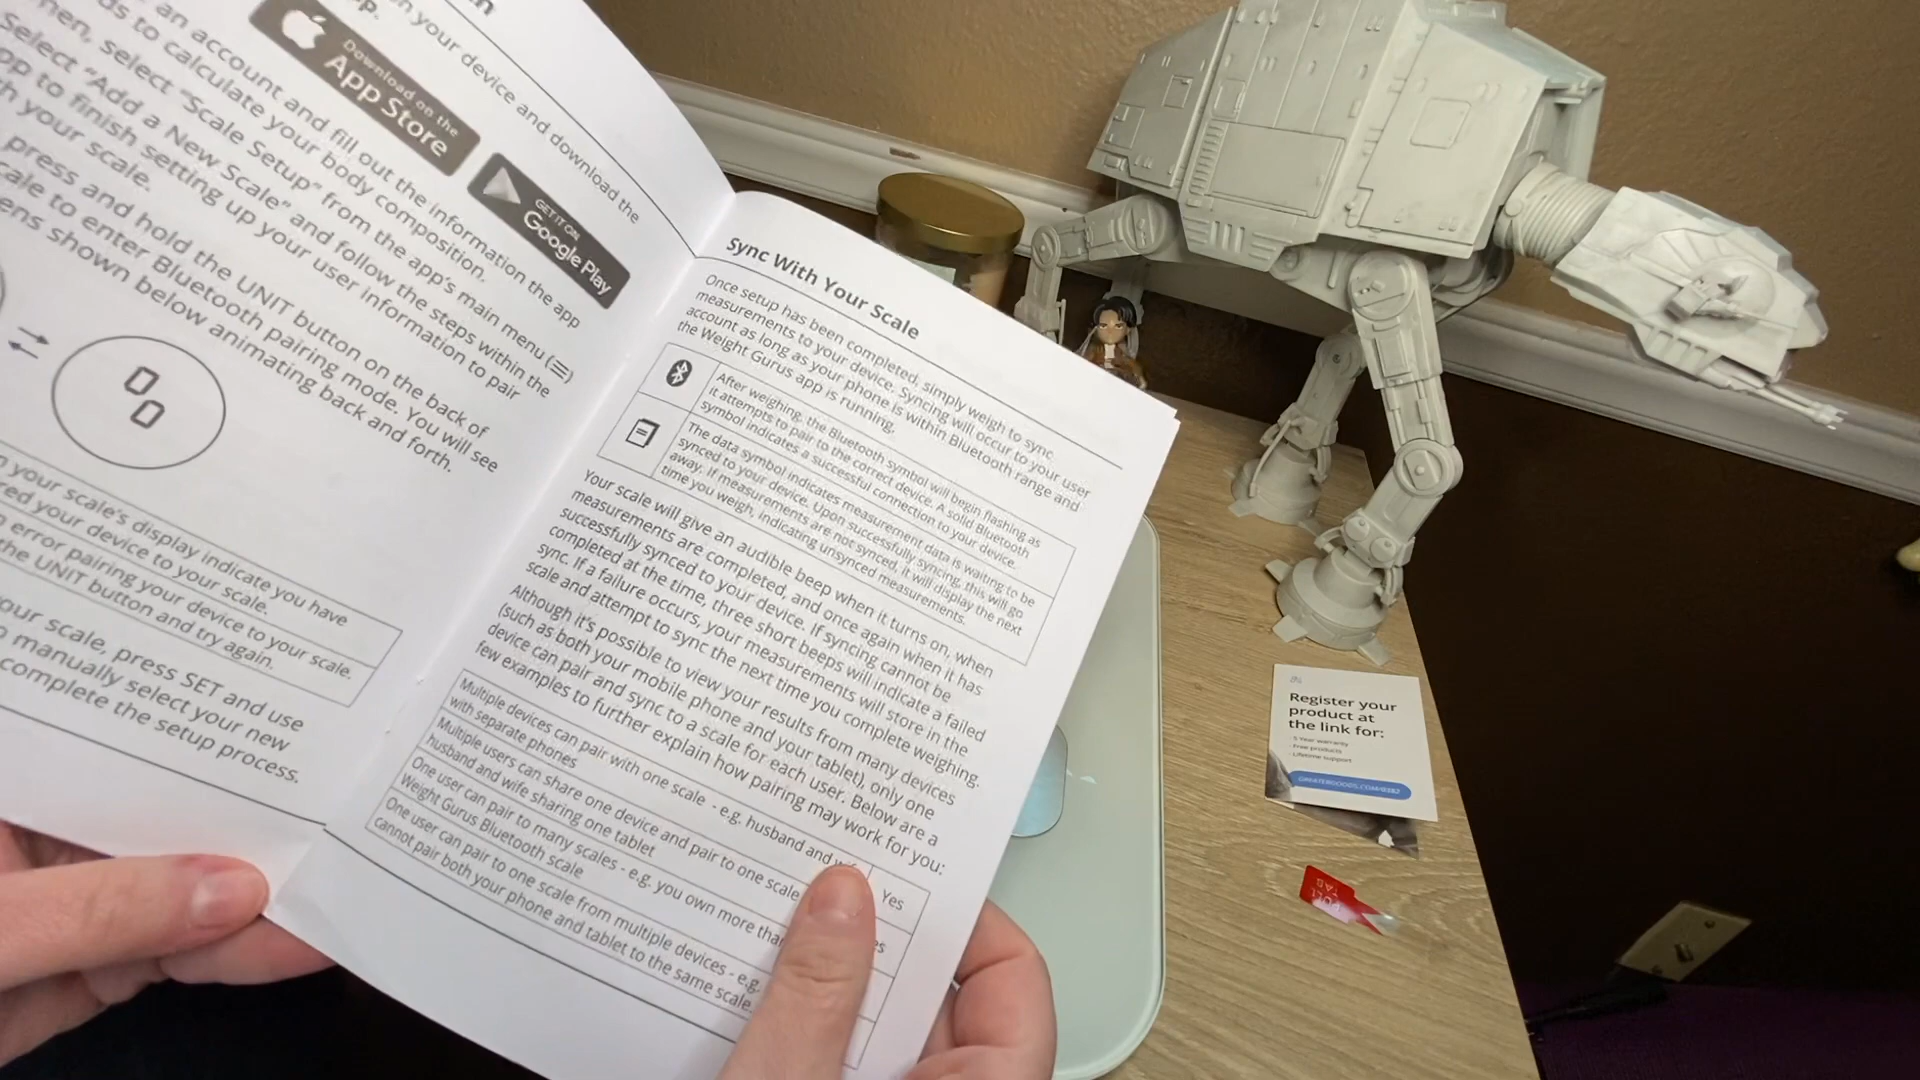 on your device and download the
Download on the
App Store
GET IT ON
Google Play
an account and fill out the information the app
to calculate your body composition.
select "Scale Setup" from the app's main menu (☰)
Select "Add a New Scale" and follow the steps within the
to finish setting up your user information to pair
your scale.
press and hold the UNIT button on the back of
to enter Bluetooth pairing mode. You will see
shown below animating back and forth.
0
0
your scale's display indicate you have
your device to your scale.
error pairing your device to your scale.
the UNIT button and try again.
your scale, press SET and use
manually select your new
complete the setup process.
Sync With Your Scale
Once setup has been completed, simply weigh to sync
measurements to your device. Syncing will occur to your user
account as long as your phone is within Bluetooth range and
the Weight Gurus app is running.
After weighing, the Bluetooth symbol will begin flashing as
it attempts to pair to the correct device. A solid Bluetooth
symbol indicates a successful connection to your device.
The data symbol indicates measurement data is waiting to be
synced to your device. Upon successfully syncing, this will go
away. If measurements are not synced, it will display the next
time you weigh, indicating unsynced measurements.
Your scale will give an audible beep when it turns on, when
measurements are completed, and once again when it has
successfully synced to your device. If syncing cannot be
completed at the time, three short beeps will indicate a failed
sync. If a failure occurs, your measurements will store in the
scale and attempt to sync the next time you complete weighing.
Although it's possible to view your results from many devices
(such as both your mobile phone and your tablet), only one
device can pair and sync to a scale for each user. Below are a
few examples to further explain how pairing may work for you:
Multiple devices can pair with one scale - e.g. husband and wife
with separate phones
Yes
Multiple users can share one device and pair to one scale
husband and wife sharing one tablet
One user can pair to many scales - e.g. you own more than
Weight Gurus Bluetooth scale
One user can pair to one scale from multiple devices - e.g.
cannot pair both your phone and tablet to the same scale.
Register your
product at
the link for:
- 5 Year warranty
- Free products
- Lifetime support
GREATERGOODS.COM/0382
PULL
TAB